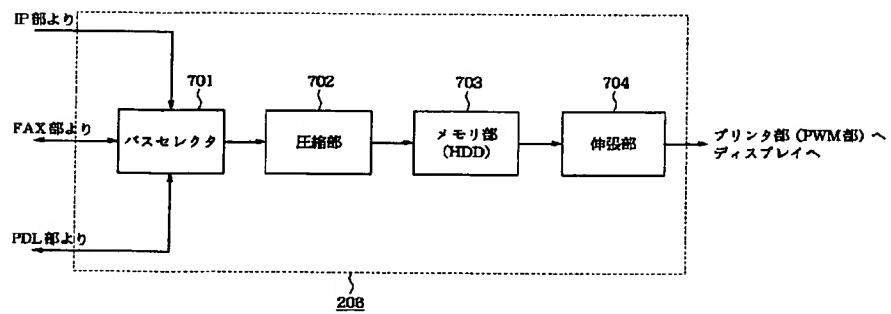 IP部より
701
702
703
704
FAX部より
バスセレクタ
圧縮部
メモリ部
(HDD)
伸張部
プリンタ部 (PWM部) へ
ディスプレイへ
PDL部より
208